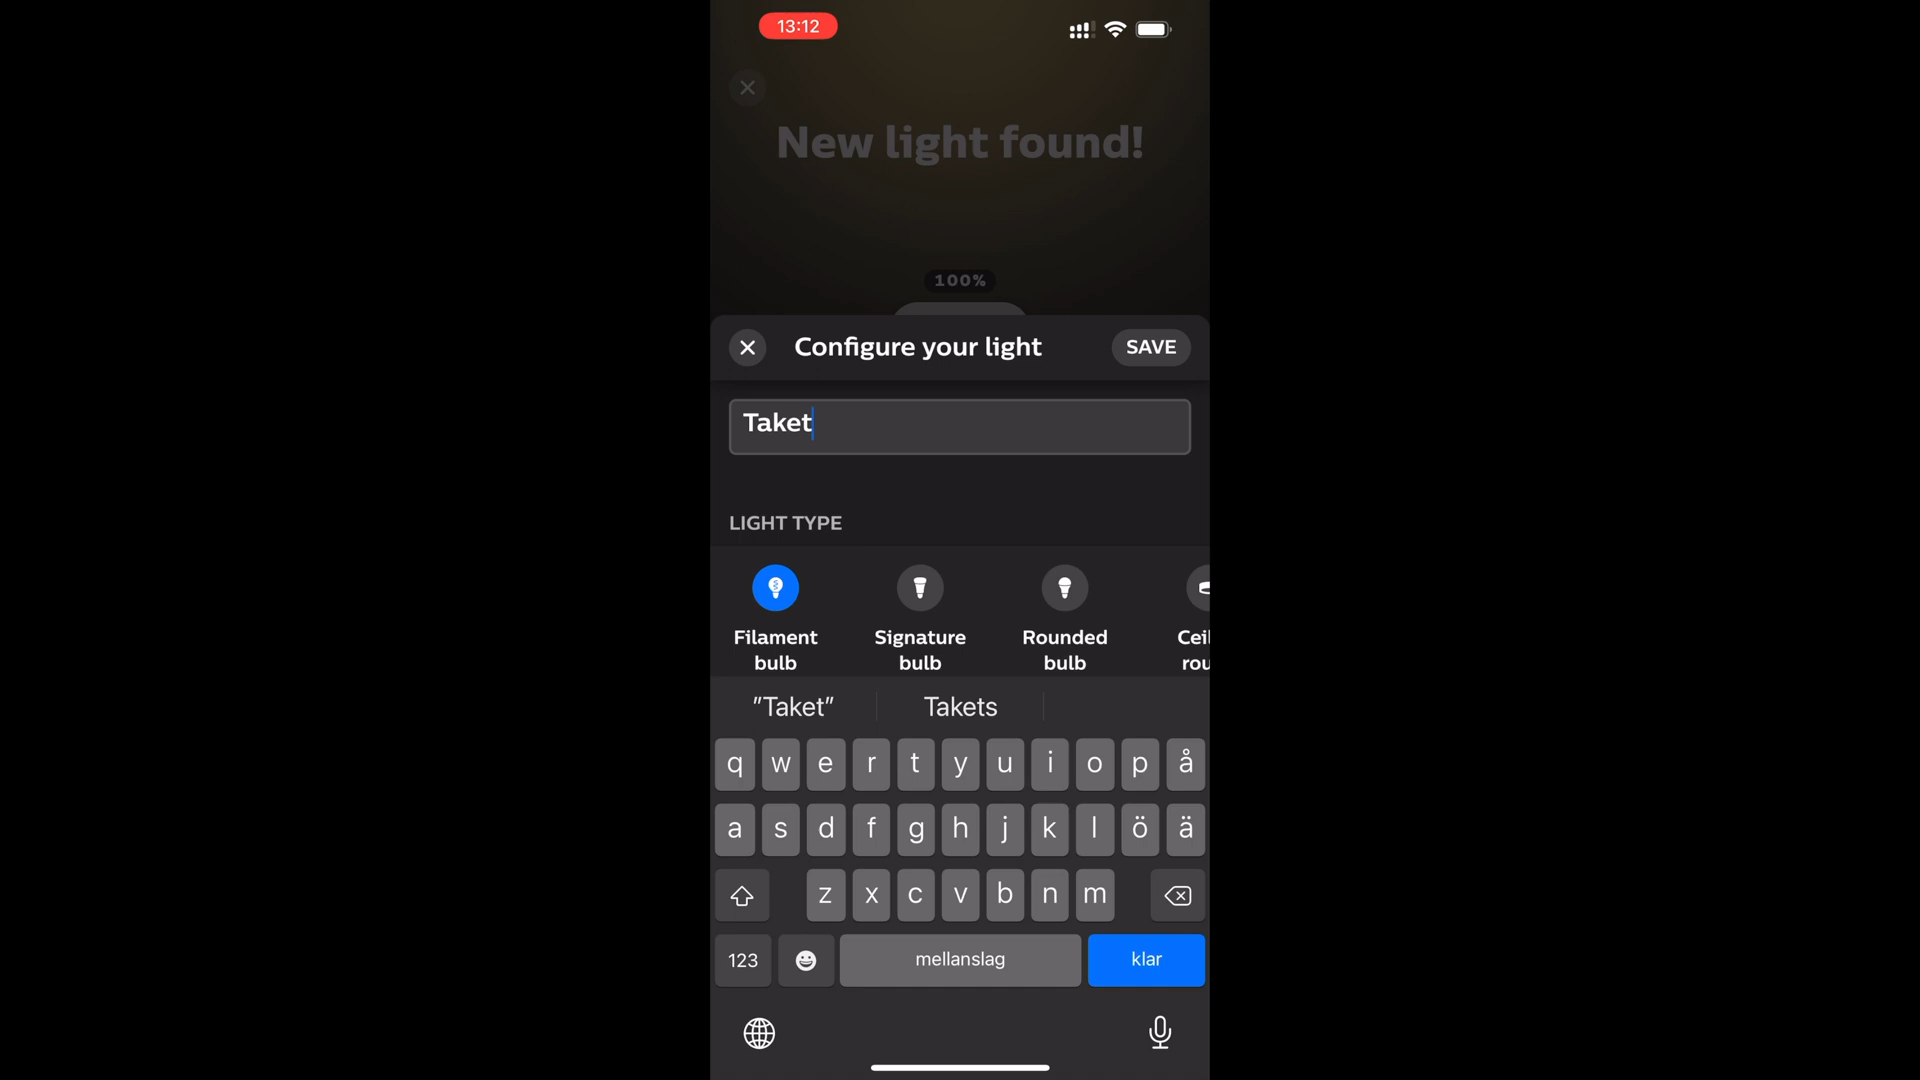 13:12
New light found!
100%
Configure your light
SAVE
Taket
LIGHT TYPE
Filament bulb
Signature bulb
Rounded bulb
Ceil
rou
"Taket"
Takets
q w e r t y u i o p å
a s d f g h j k l ö ä
z x c v b n m
123
mellanslag
klar